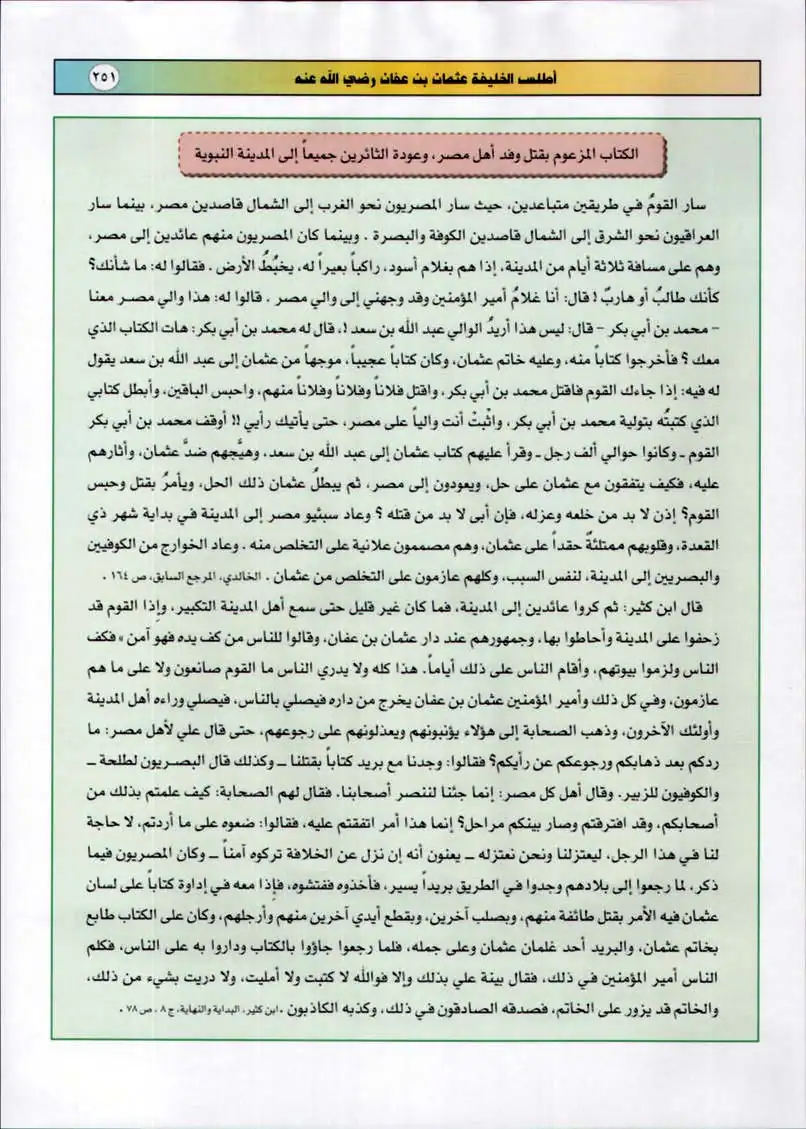 أطلس الخليفة عثمان بن عفان رضي الله عنه
٢٥١
الكتاب المزعوم بقتل وفد أهل مصر، وعودة الثائرين جميعاً إلى المدينة النبوية
سار القومُ في طريقين متباعدين، حيث سار المصريون نحو الغرب إلى الشمال قاصدين مصر، بينما سار
العراقيون نحو الشرق إلى الشمال قاصدين الكوفة والبصرة . وبينما كان المصريون منهم عائدين إلى مصر،
وهم على مسافة ثلاثة أيام من المدينة، إذا هم بغلام أسود، راكباً بعيراً له، يخبُطُ الأرض . فقالوا له: ما شأنك؟
كأنك طالبٌ أو هاربٌ! قال: أنا غلامُ أمير المؤمنين وقد وجهني إلى والي مصر . قالوا له: هذا والي مصر معنا
– محمد بن أبي بكر – قال: ليس هذا أريدُ الوالي عبد الله بن سعد !، قال له محمد بن أبي بكر: هات الكتاب الذي
معك ؟ فأخرجوا كتاباً منه، وعليه خاتم عثمان، وكان كتاباً عجيباً، موجهاً من عثمان إلى عبد الله بن سعد يقول
له فيه: إذا جاءك القوم فاقتل محمد بن أبي بكر، واقتل فلاناً وفلاناً وفلاناً منهم، واحبس الباقين، وأبطل كتابي
الذي كتبتُه بتولية محمد بن أبي بكر، واثْبتْ أنت والياً على مصر، حتى يأتيك رأيي !! أوقف محمد بن أبي بكر
القوم ـ وكانوا حوالي ألف رجل ـ وقرأ عليهم كتاب عثمان إلى عبد الله بن سعد، وهيَّجهم ضدَّ عثمان، وأثارهم
عليه، فكيف يتفقون مع عثمان على حل، ويعودون إلى مصر، ثم يبطلُ عثمان ذلك الحل، ويأمرُ بقتل وحبس
القوم؟ إذن لا بد من خلعه وعزله، فإن أبى لا بد من قتله ؟ وعاد سبئيو مصر إلى المدينة في بداية شهر ذي
القعدة، وقلوبهم ممتلئةٌ حقداً على عثمان، وهم مصممون علانية على التخلص منه . وعاد الخوارج من الكوفيين
والبصريين إلى المدينة، لنفس السبب، وكلهم عازمون على التخلص من عثمان . الخالدي، المرجع السابق، ص ١٦٤ .
قال ابن كثير: ثم كروا عائدين إلى المدينة، فما كان غير قليل حتى سمع أهل المدينة التكبير، وإذا القوم قد
زحفوا على المدينة وأحاطوا بها، وجمهورهم عند دار عثمان بن عفان، وقالوا للناس من كف يده فهو آمن» فكف
الناس ولزموا بيوتهم، وأقام الناس على ذلك أياماً. هذا كله ولا يدري الناس ما القوم صانعون ولا على ما هم
عازمون، وفي كل ذلك وأمير المؤمنين عثمان بن عفان يخرج من داره فيصلي بالناس، فيصلي وراءه أهل المدينة
وأولئك الآخرون، وذهب الصحابة إلى هؤلاء يؤنبونهم ويعذلونهم على رجوعهم، حتى قال علي لأهل مصر: ما
ردكم بعد ذهابكم ورجوعكم عن رأيكم؟ فقالوا: وجدنا مع بريد كتاباً بقتلنا ـ وكذلك قال البصريون لطلحة ـ
والكوفيون للزبير. وقال أهل كل مصر: إنما جئنا لننصر أصحابنا. فقال لهم الصحابة: كيف علمتم بذلك من
أصحابكم، وقد افترقتم وصار بينكم مراحل؟ إنما هذا أمر اتفقتم عليه، فقالوا: ضعوه على ما أردتم، لا حاجة
لنا في هذا الرجل، ليعتزلنا ونحن نعتزله ـ يعنون أنه إن نزل عن الخلافة تركوه آمناً ـ وكان المصريون فيما
ذكر، لما رجعوا إلى بلادهم وجدوا في الطريق بريداً يسير، فأخذوه ففتشوه، فإذا معه في إداوة كتاباً على لسان
عثمان فيه الأمر بقتل طائفة منهم، وبصلب آخرين، وبقطع أيدي آخرين منهم وأرجلهم، وكان على الكتاب طابع
بخاتم عثمان، والبريد أحد غلمان عثمان وعلى جمله، فلما رجعوا جاؤوا بالكتاب وداروا به على الناس، فكلم
الناس أمير المؤمنين في ذلك، فقال بينة علي بذلك وإلا فوالله لا كتبت ولا أمليت، ولا دريت بشيء من ذلك،
والخاتم قد يزور على الخاتم، فصدقه الصادقون في ذلك، وكذبه الكاذبون . ابن كثير، البداية والنهاية، ج ٨ ، ص ٧٨ .